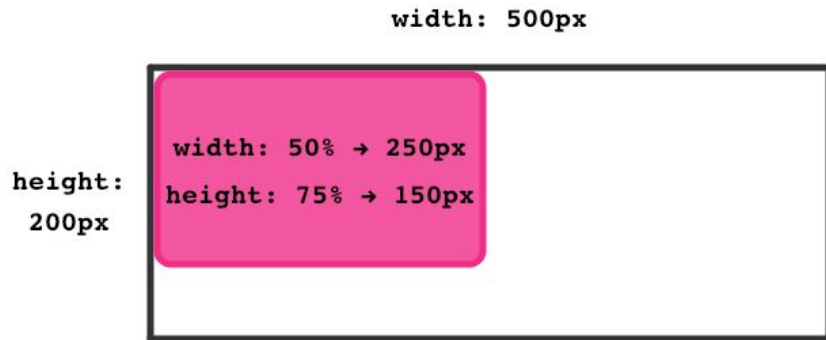 width: 500px
width: 50% → 250px
height: 75% → 150px
height:
200px